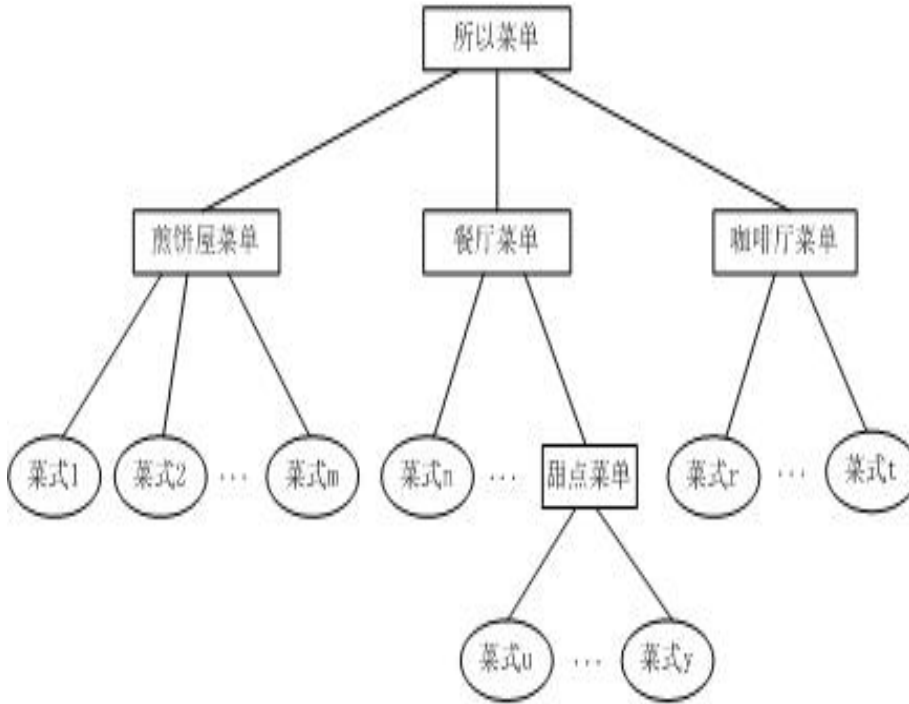 所以菜单
煎饼屋菜单
餐厅菜单
咖啡厅菜单
菜式1
菜式2
...
菜式m
菜式n
...
甜点菜单
菜式r
...
菜式t
菜式u
...
菜式y